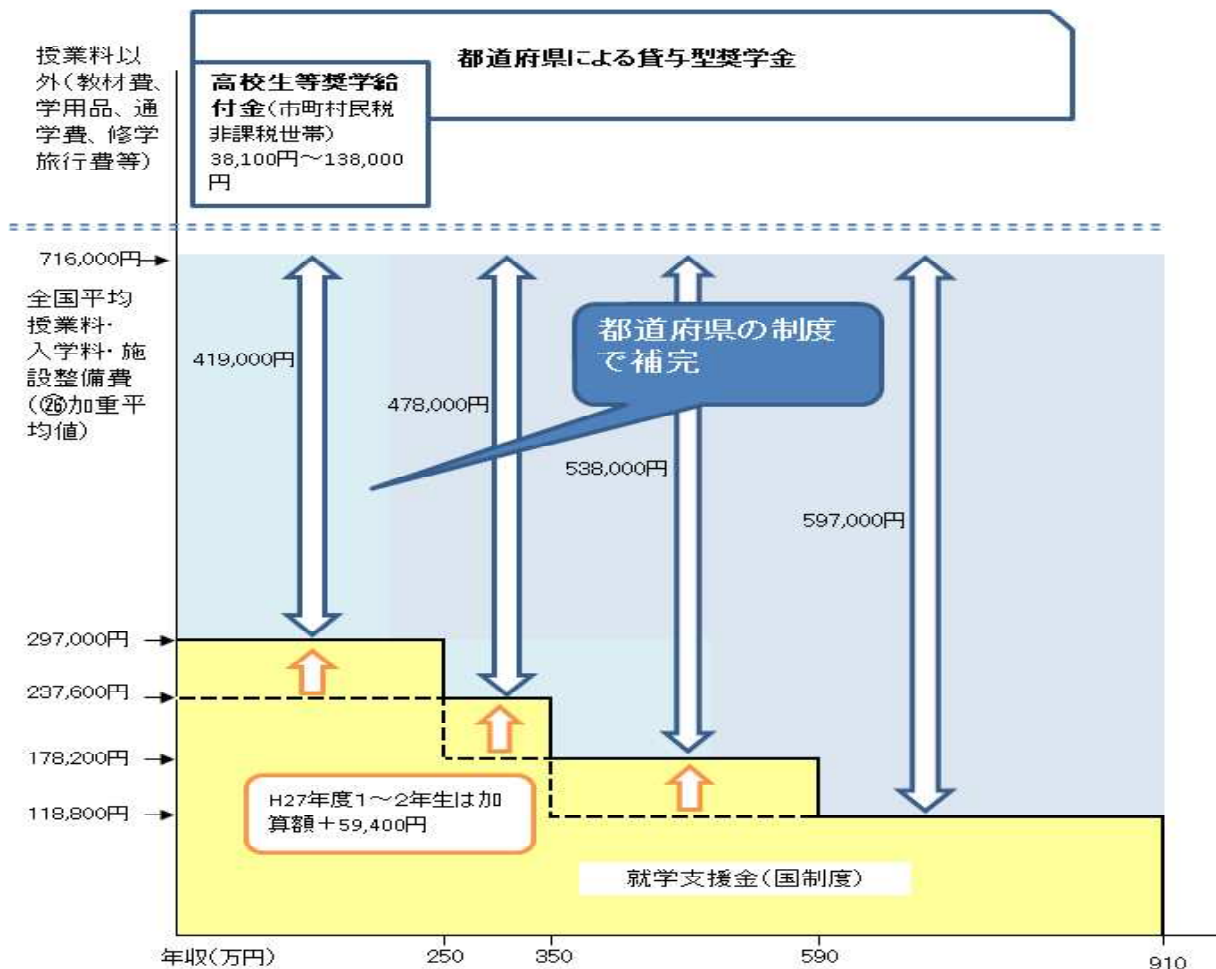 都道府県による貸与型奨学金
授業料以
外(教材費、
学用品、通
学費、修学
旅行費等)
高校生等奨学給
付金(市町村民税
非課税世帯)
38,100円～138,000
円
716,000円
全国平均
授業料・
入学料・施
設整備費
(㉖加重平
均値)
都道府県の制度
で補完
419,000円
478,000円
538,000円
597,000円
297,000円
237,600円
178,200円
118,800円
H27年度1～2年生は加
算額＋59,400円
就学支援金(国制度)
年収(万円)
250
350
590
910